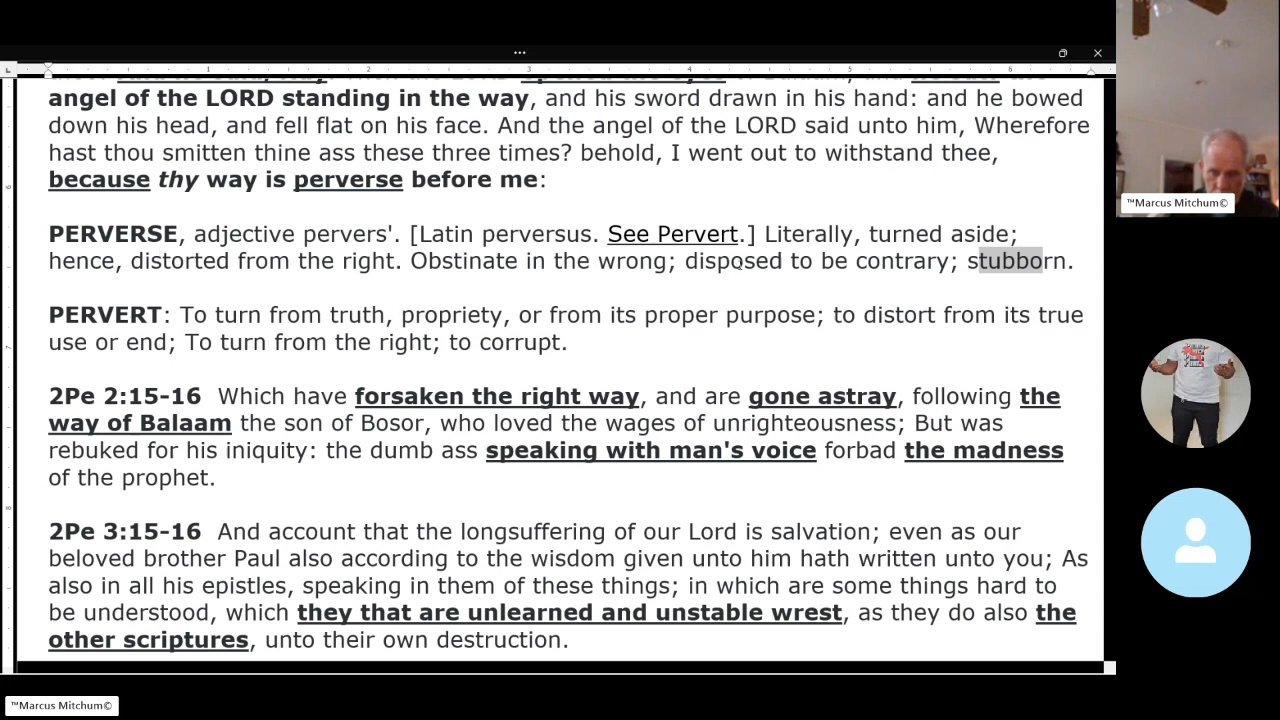 angel of the LORD standing in the way, and his sword drawn in his hand: and he bowed
down his head, and fell flat on his face. And the angel of the LORD said unto him, Wherefore
hast thou smitten thine ass these three times? behold, I went out to withstand thee,
because thy way is perverse before me:
PERVERSE, adjective pervers'. [Latin perversus. See Pervert.] Literally, turned aside;
hence, distorted from the right. Obstinate in the wrong; disposed to be contrary; stubborn.
PERVERT: To turn from truth, propriety, or from its proper purpose; to distort from its true
use or end; To turn from the right; to corrupt.
2Pe 2:15-16 Which have forsaken the right way, and are gone astray, following the
way of Balaam the son of Bosor, who loved the wages of unrighteousness; But was
rebuked for his iniquity: the dumb ass speaking with man's voice forbad the madness
of the prophet.
2Pe 3:15-16 And account that the longsuffering of our Lord is salvation; even as our
beloved brother Paul also according to the wisdom given unto him hath written unto you; As
also in all his epistles, speaking in them of these things; in which are some things hard to
be understood, which they that are unlearned and unstable wrest, as they do also the
other scriptures, unto their own destruction.
™Marcus Mitchum©
™Marcus Mitchum©
1
2
3
4
5
6
6
7
8